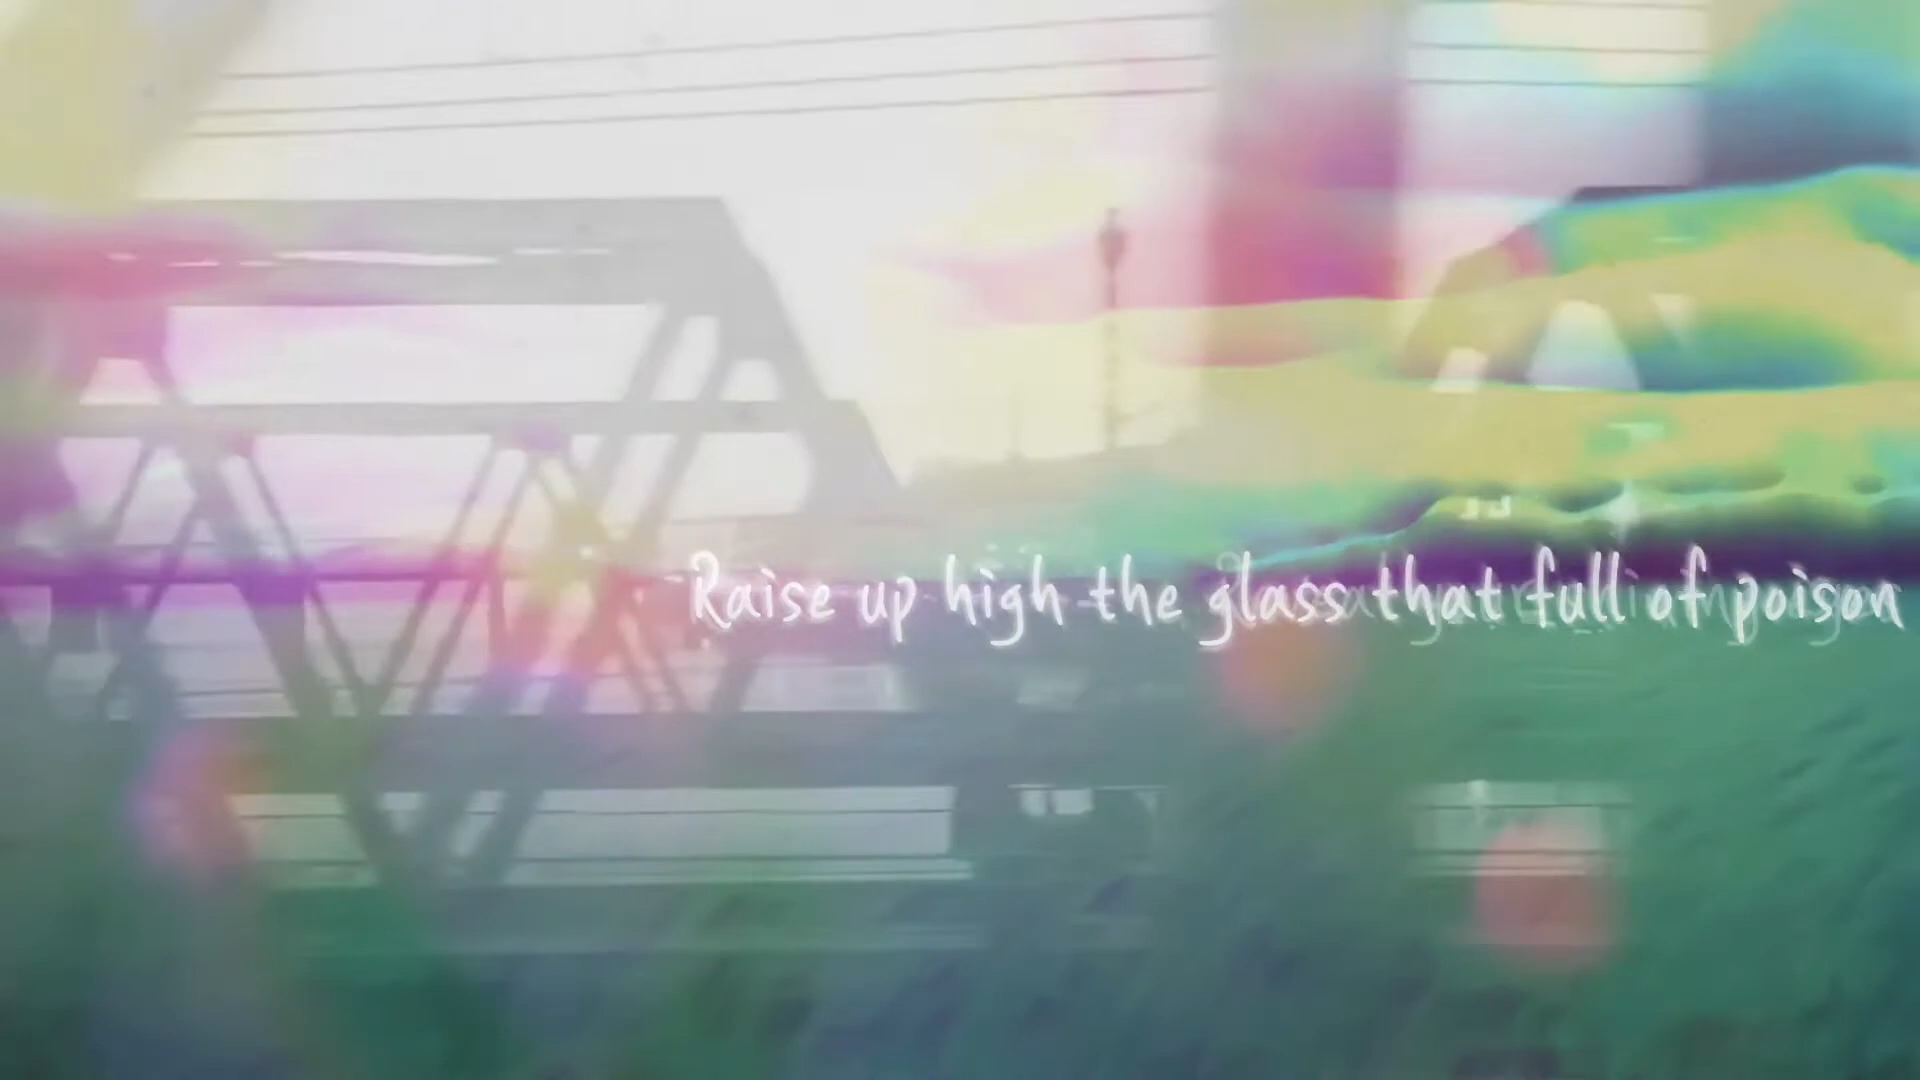 Raise up high the glass that full of poison